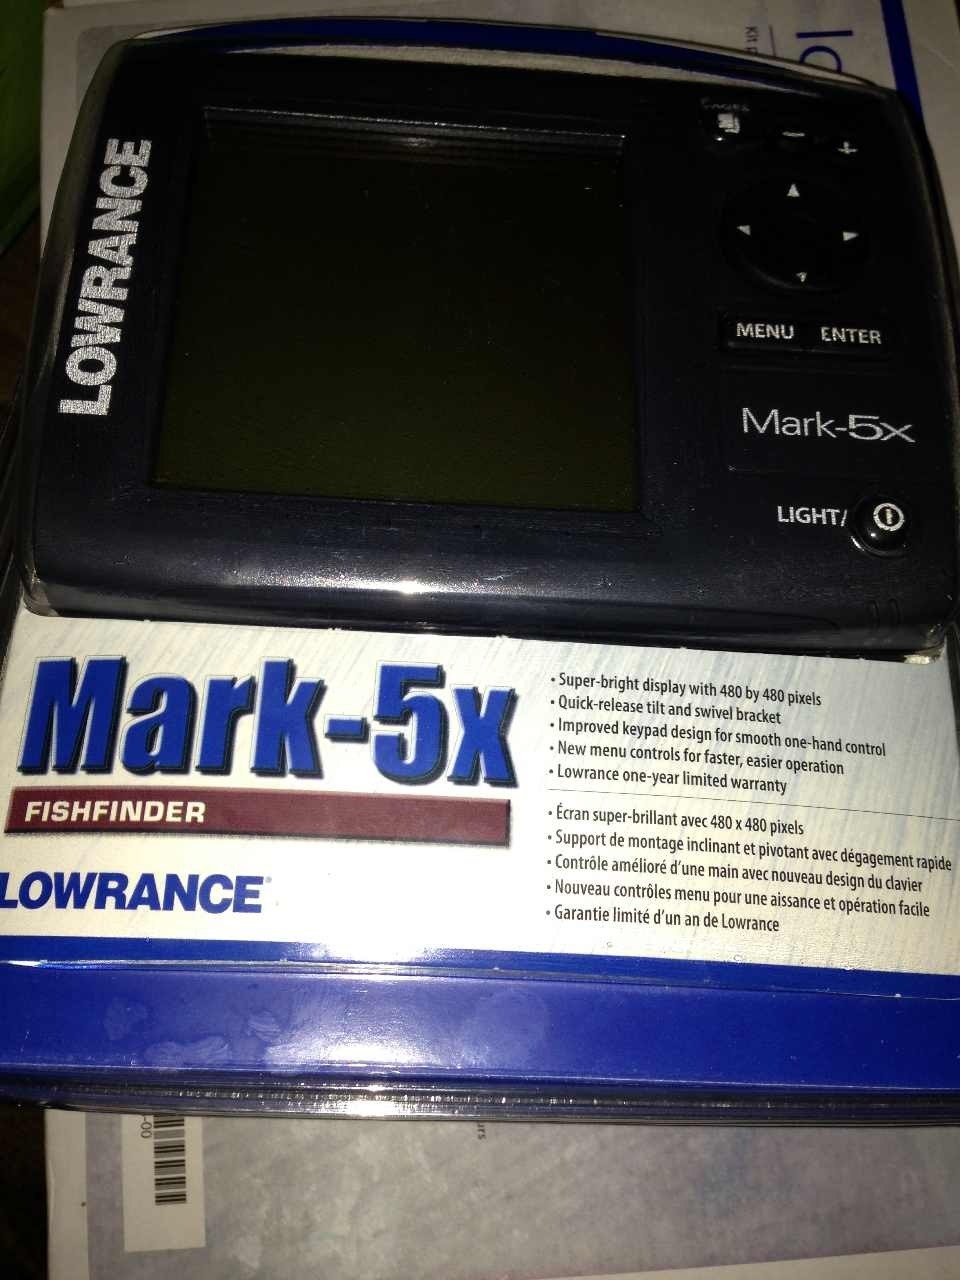 LOWRANCE
PAGES
MENU ENTER
Mark-5x
LIGHT/
Mark-5x
FISHFINDER
LOWRANCE
• Super-bright display with 480 by 480 pixels
• Quick-release tilt and swivel bracket
• Improved keypad design for smooth one-hand control
• New menu controls for faster, easier operation
• Lowrance one-year limited warranty
• Écran super-brillant avec 480 x 480 pixels
• Support de montage inclinant et pivotant avec dégagement rapide
• Contrôle amélioré d'une main avec nouveau design du clavier
• Nouveau contrôles menu pour une aissance et opération facile
• Garantie limité d'un an de Lowrance